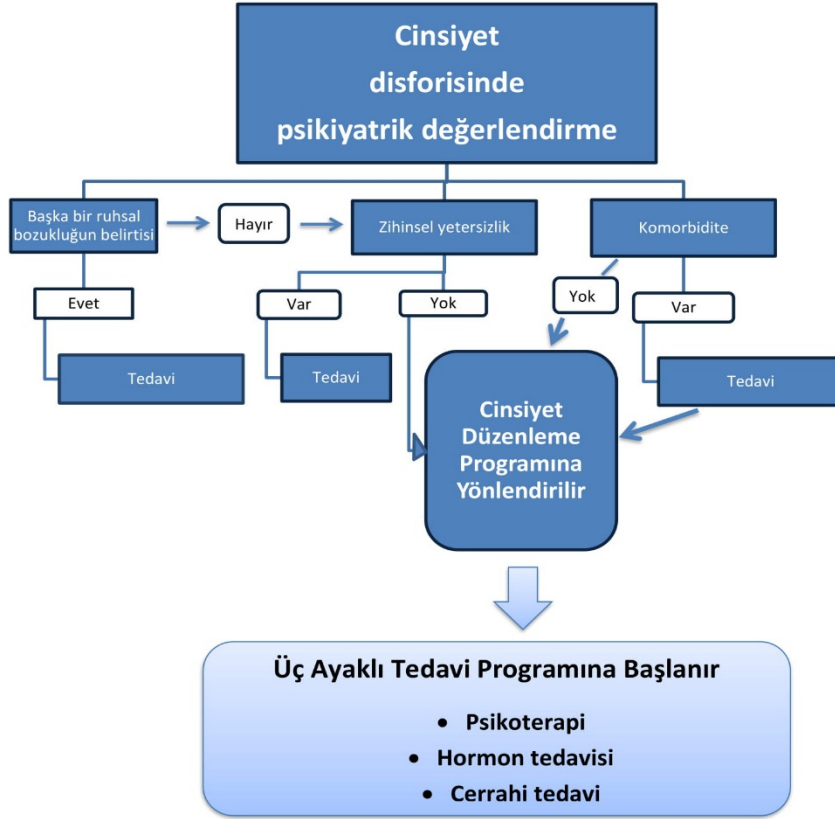 Cinsiyet
disforisinde
psikiyatrik değerlendirme
Başka bir ruhsal
bozukluğun belirtisi
Hayır
Zihinsel yetersizlik
Komorbidite
Evet
Var
Yok
Yok
Var
Tedavi
Tedavi
Tedavi
Cinsiyet
Düzenleme
Programına
Yönlendirilir
Üç Ayaklı Tedavi Programına Başlanır
• Psikoterapi
• Hormon tedavisi
• Cerrahi tedavi